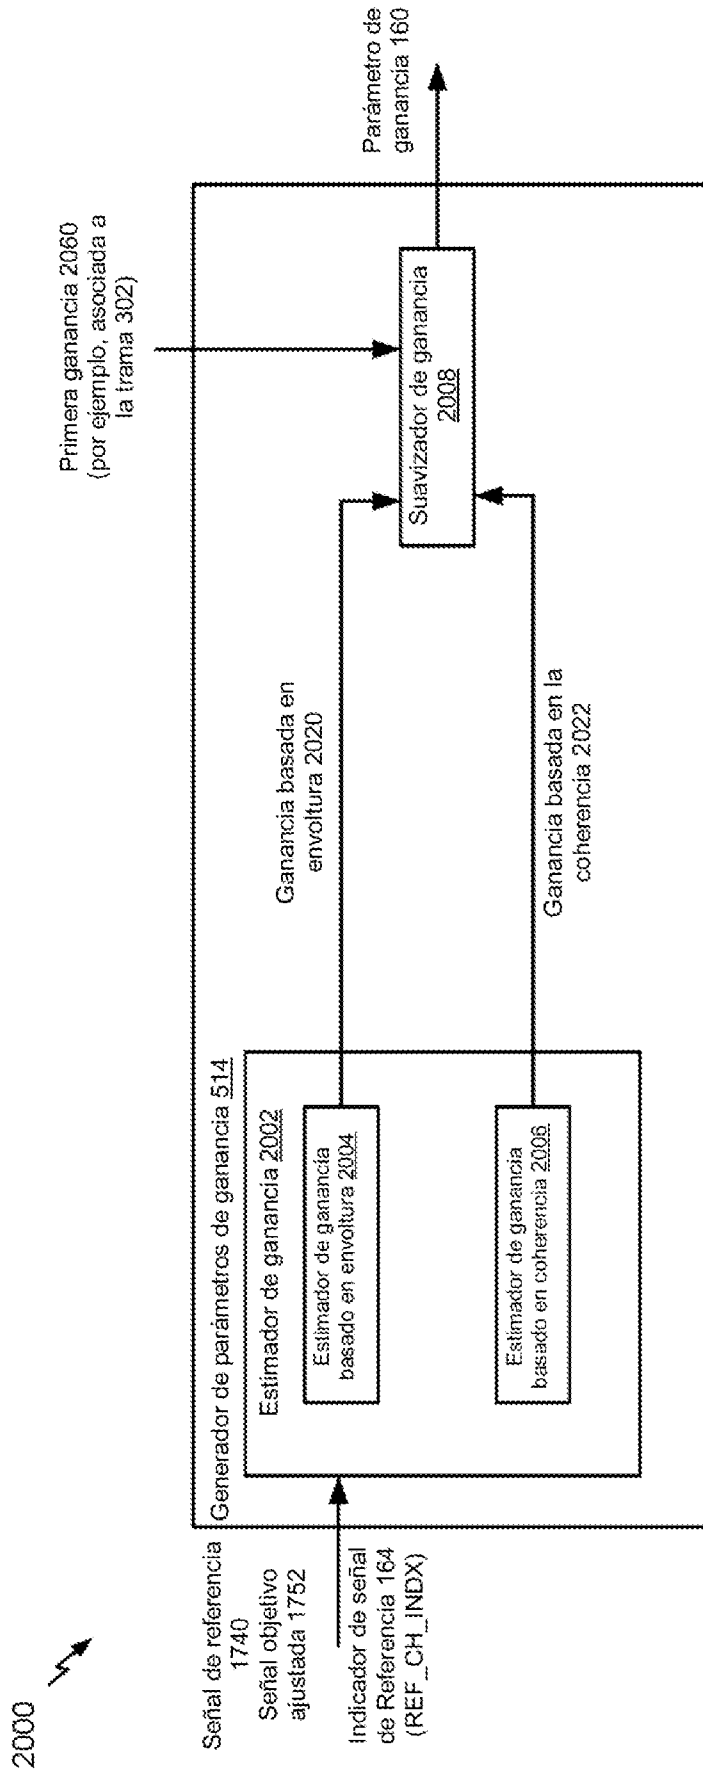 2000
Señal de referencia
1740
Señal objetivo
ajustada 1752
Indicador de señal
de Referencia 164
(REF_CH_INDX)
Generador de parámetros de ganancia 514
Estimador de ganancia 2002
Estimador de ganancia
basado en envoltura 2004
Estimador de ganancia
basado en coherencia 2006
Ganancia basada en
envoltura 2020
Ganancia basada en la
coherencia 2022
Primera ganancia 2060
(por ejemplo, asociada a
la trama 302)
Suavizador de ganancia
2008
Parámetro de
ganancia 160